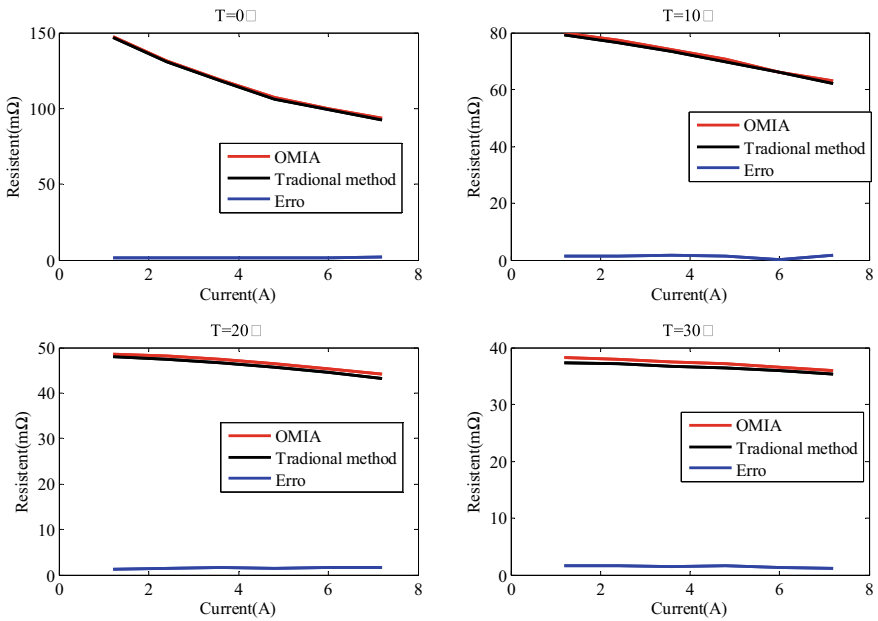 T=0□
150
100
50
0
Resistent(mΩ)
OMIA
Tradional method
Erro
0 2 4 6 8
Current(A)
T=10□
80
60
40
20
0
Resistent(mΩ)
OMIA
Tradional method
Erro
0 2 4 6 8
Current(A)
T=20□
50
40
30
20
10
0
Resistent(mΩ)
OMIA
Tradional method
Erro
0 2 4 6 8
Current(A)
T=30□
40
30
20
10
0
Resistent(mΩ)
OMIA
Tradional method
Erro
0 2 4 6 8
Current(A)